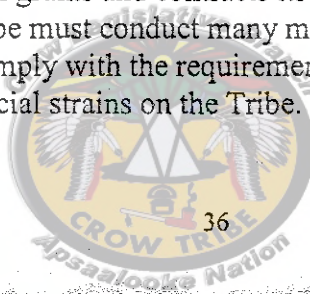 be must conduct many m
mply with the requiremen
cial strains on the Tribe.
36
CROW TRIBE
Apsaalooke Nation